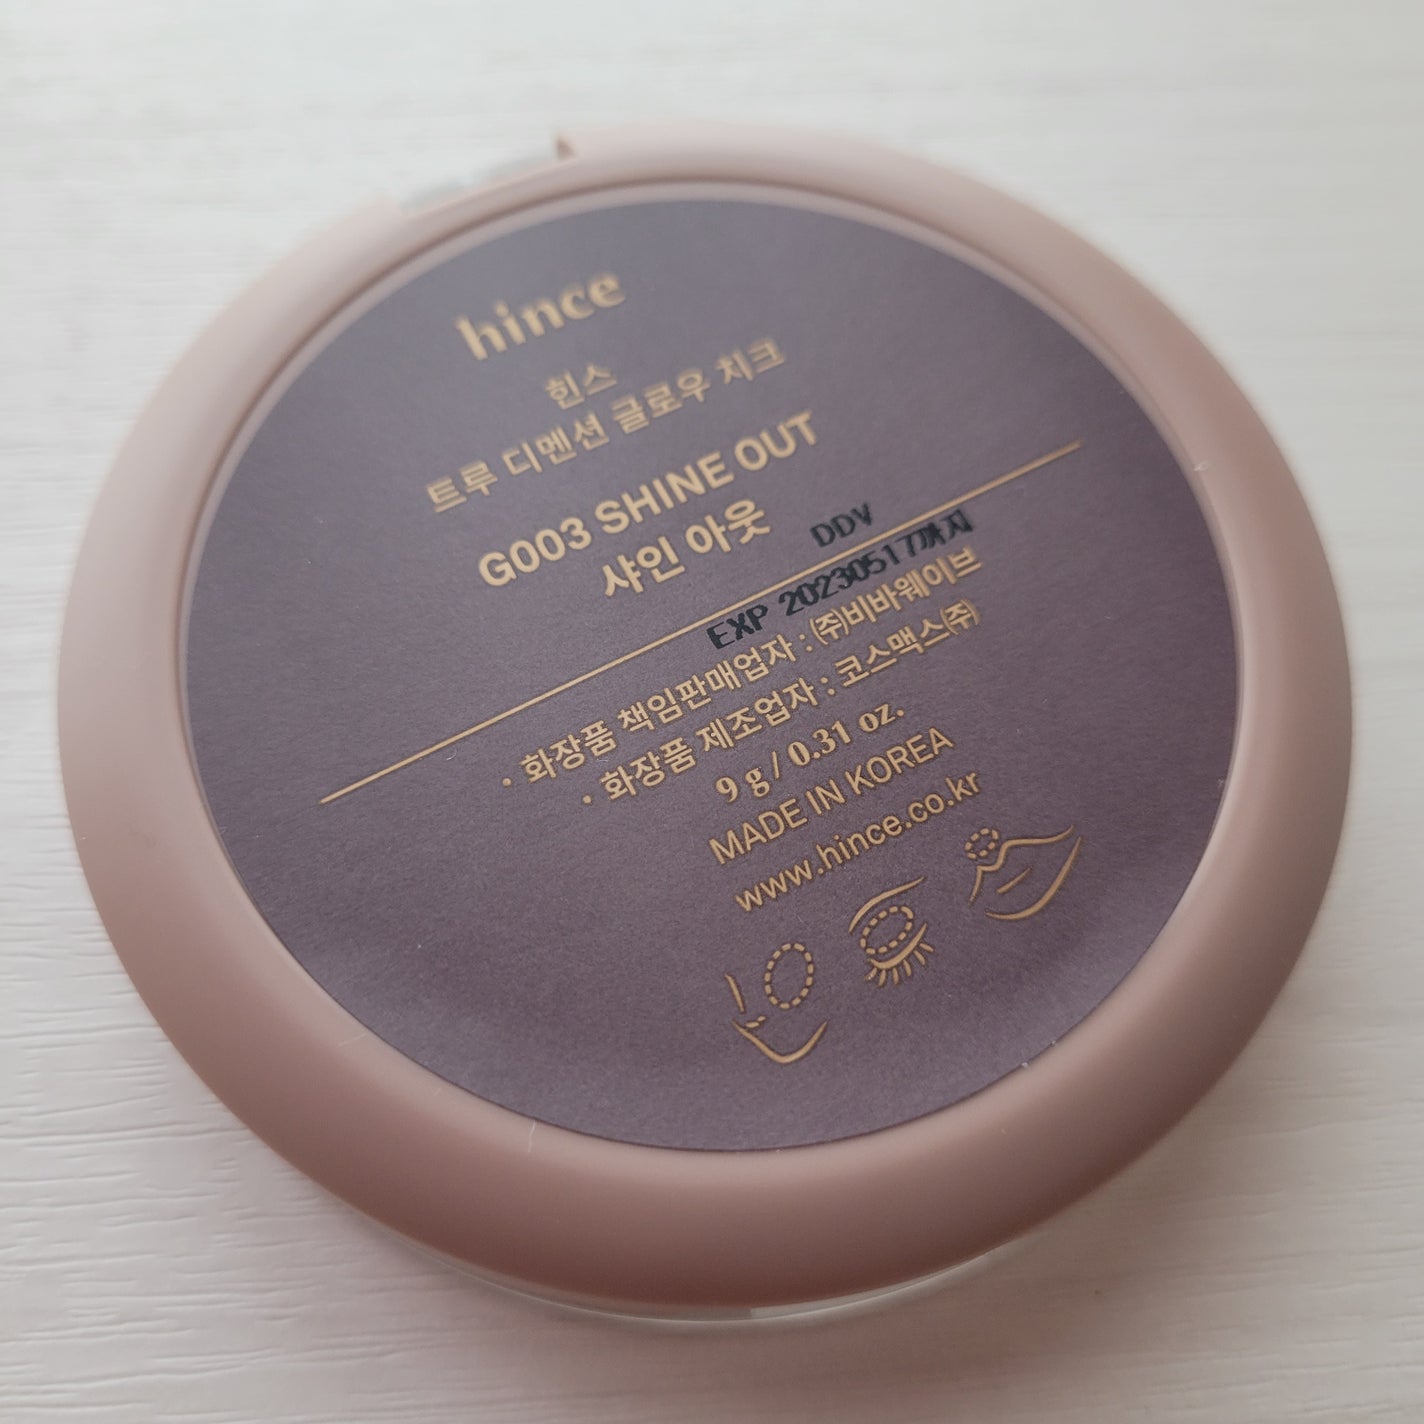 hince
힌스
트루 디멘션 글로우 치크
G003 SHINE OUT
샤인 아웃
DDV
EXP 20230517까지
· 화장품 책임판매업자 : ㈜비바웨이브
· 화장품 제조업자 : 코스맥스㈜
9 g / 0.31 oz.
MADE IN KOREA
www.hince.co.kr